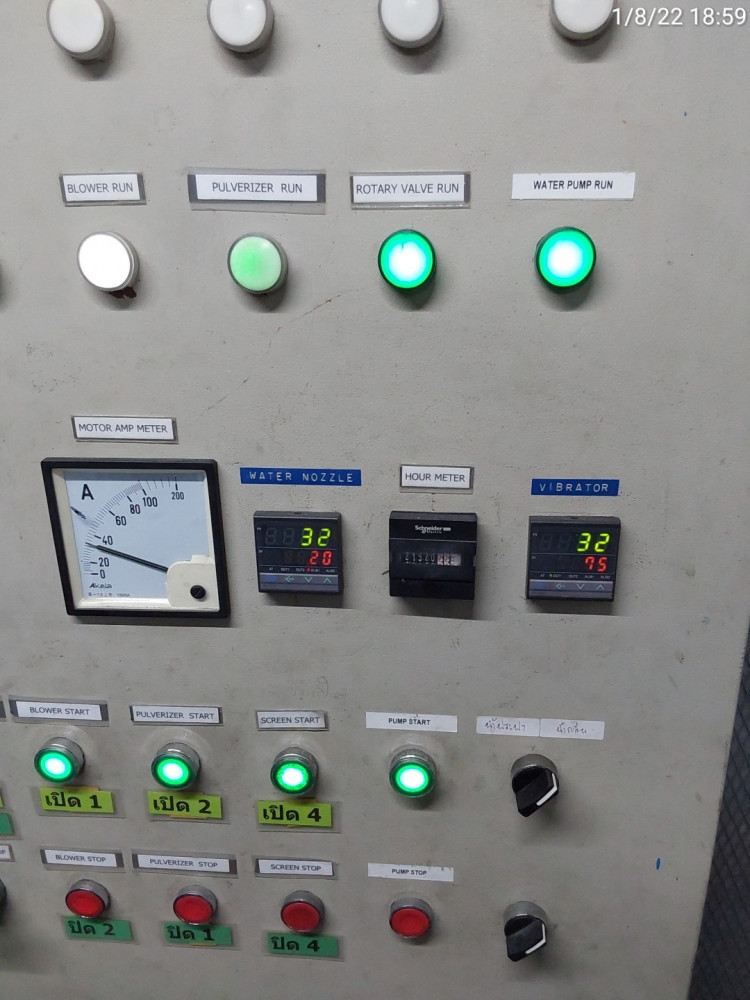 1/8/22 18:59
BLOWER RUN
PULVERIZER RUN
ROTARY VALVE RUN
WATER PUMP RUN
MOTOR AMP METER
WATER NOZZLE
HOUR METER
VIBRATOR
A
200
100
80
60
40
20
0
32
20
Schneider
Electric
32
75
BLOWER START
PULVERIZER START
SCREEN START
PUMP START
เปิด 1
เปิด 2
เปิด 4
BLOWER STOP
PULVERIZER STOP
SCREEN STOP
PUMP STOP
ปิด 2
ปิด 1
ปิด 4